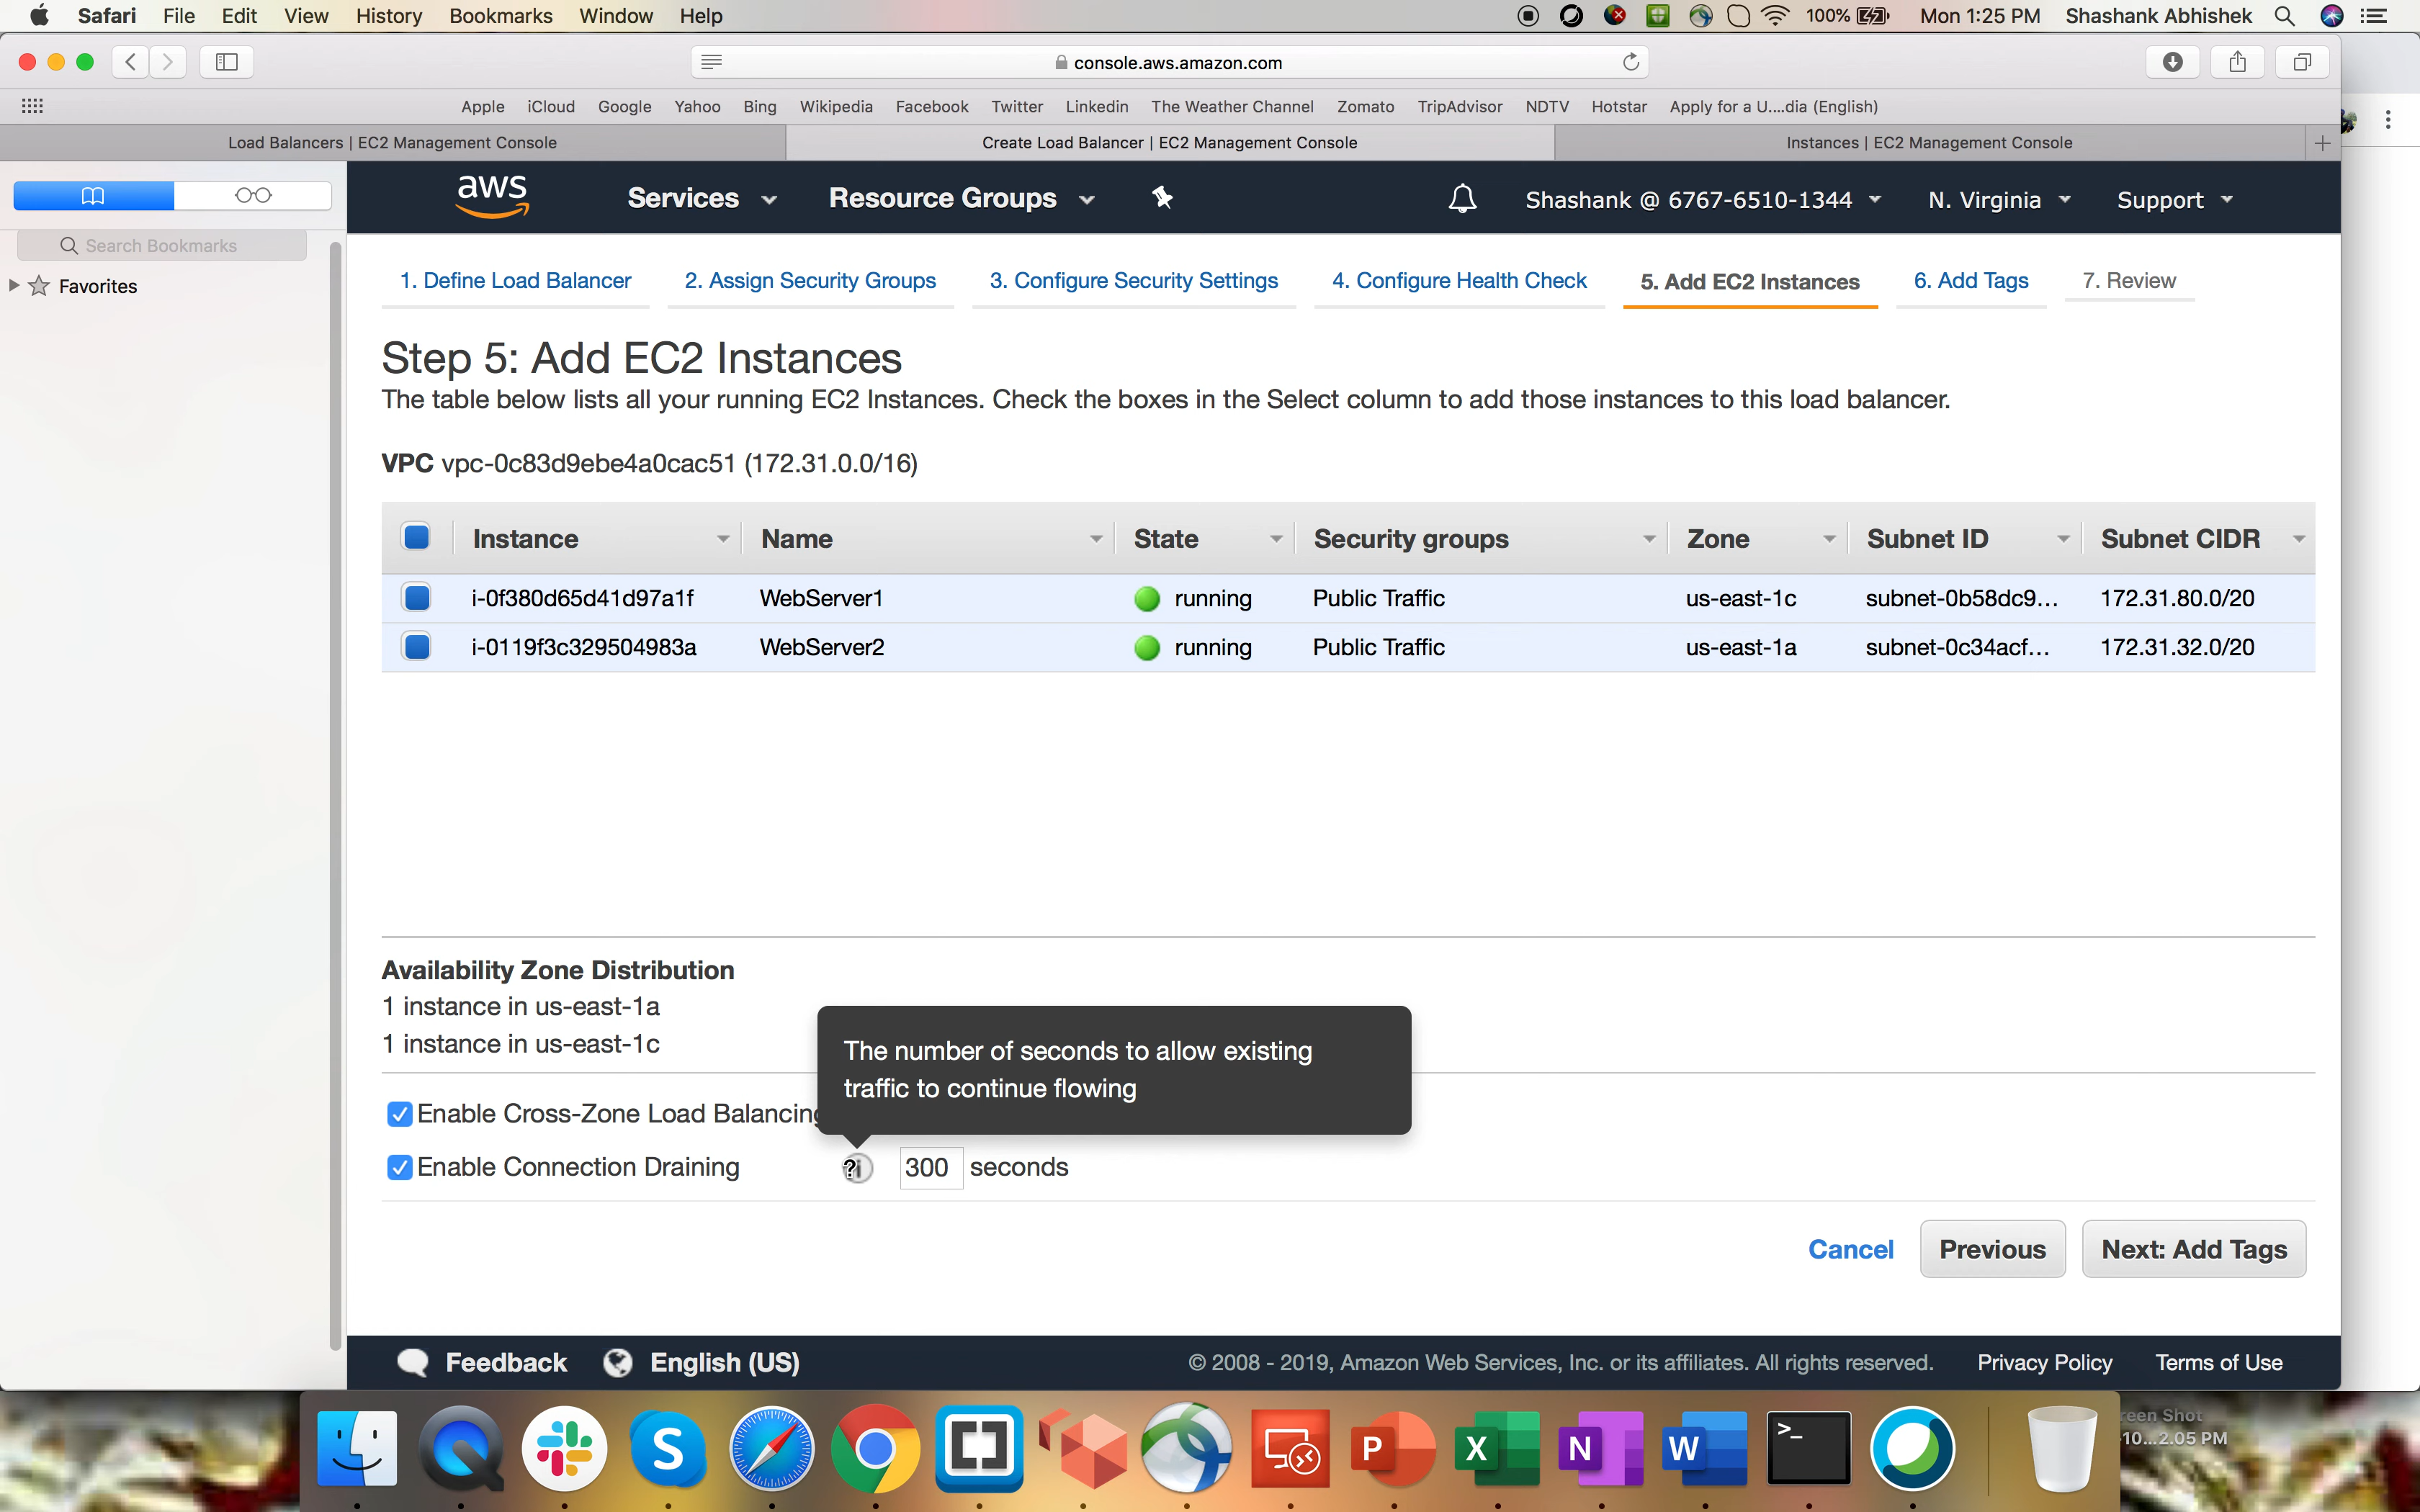 Safari File Edit View History Bookmarks Window Help 100% Mon 1:25 PM Shashank Abhishek
console.aws.amazon.com
Apple iCloud Google Yahoo Bing Wikipedia Facebook Twitter Linkedin The Weather Channel Zomato TripAdvisor NDTV Hotstar Apply for a U....dia (English)
Load Balancers | EC2 Management Console Create Load Balancer | EC2 Management Console Instances | EC2 Management Console
Search Bookmarks
Favorites
aws Services Resource Groups Shashank @ 6767-6510-1344 N. Virginia Support
1. Define Load Balancer 2. Assign Security Groups 3. Configure Security Settings 4. Configure Health Check 5. Add EC2 Instances 6. Add Tags 7. Review
Step 5: Add EC2 Instances
The table below lists all your running EC2 Instances. Check the boxes in the Select column to add those instances to this load balancer.
VPC vpc-0c83d9ebe4a0cac51 (172.31.0.0/16)
Instance Name State Security groups Zone Subnet ID Subnet CIDR
i-0f380d65d41d97a1f WebServer1 running Public Traffic us-east-1c subnet-0b58dc9... 172.31.80.0/20
i-0119f3c329504983a WebServer2 running Public Traffic us-east-1a subnet-0c34acf... 172.31.32.0/20
Availability Zone Distribution
1 instance in us-east-1a
1 instance in us-east-1c
The number of seconds to allow existing
traffic to continue flowing
Enable Cross-Zone Load Balancing
Enable Connection Draining 300 seconds
Cancel Previous Next: Add Tags
Feedback English (US) © 2008 - 2019, Amazon Web Services, Inc. or its affiliates. All rights reserved. Privacy Policy Terms of Use
S P X N W >_
reen Shot
10...2.05 PM